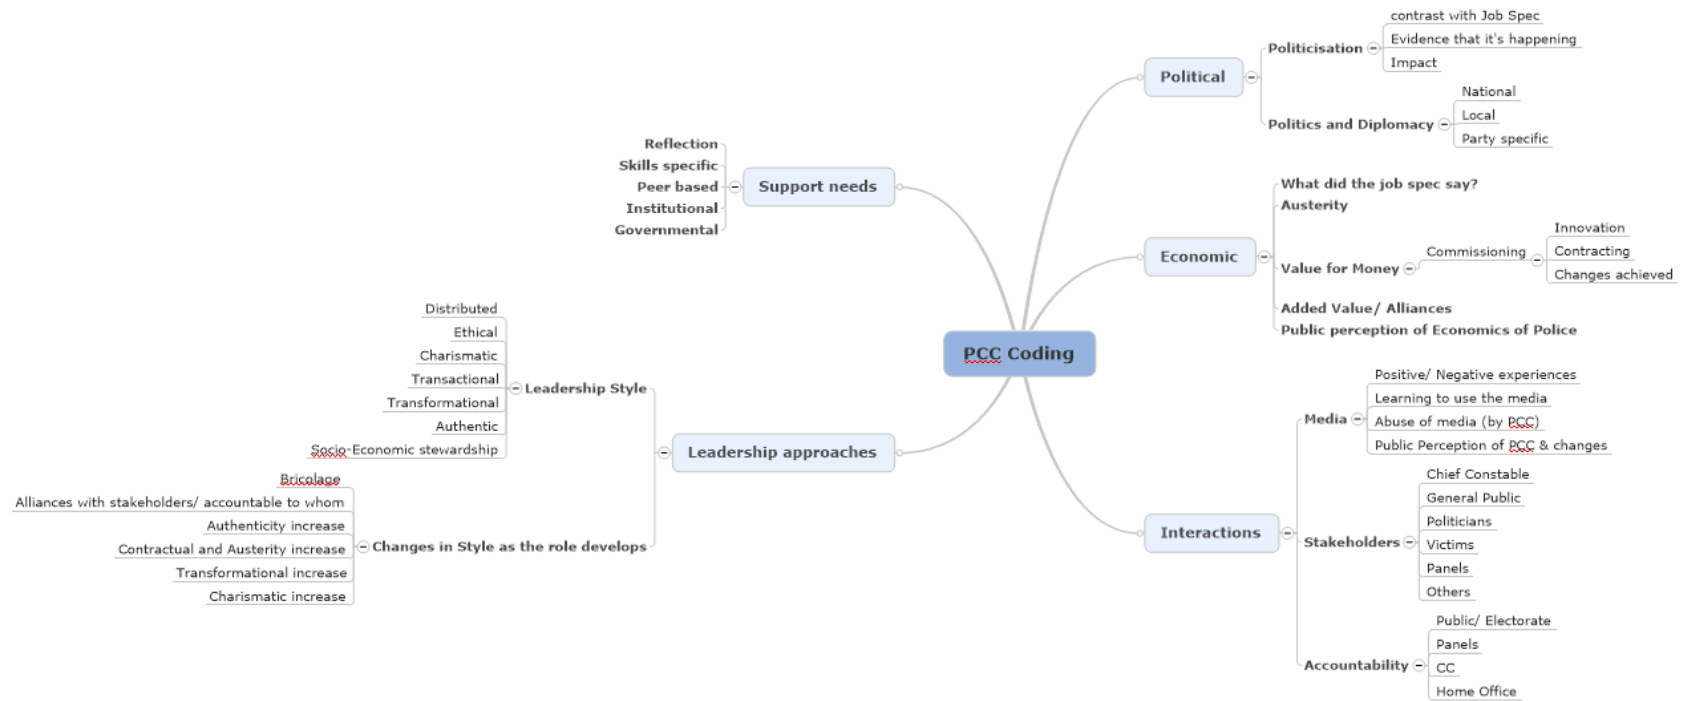 PCC Coding
Political
Politicisation
contrast with Job Spec
Evidence that it's happening
Impact
Politics and Diplomacy
National
Local
Party specific
Economic
What did the job spec say?
Austerity
Value for Money
Commissioning
Innovation
Contracting
Changes achieved
Added Value/ Alliances
Public perception of Economics of Police
Interactions
Media
Positive/ Negative experiences
Learning to use the media
Abuse of media (by PCC)
Public Perception of PCC & changes
Stakeholders
Chief Constable
General Public
Politicians
Victims
Panels
Others
Accountability
Public/ Electorate
Panels
CC
Home Office
Support needs
Reflection
Skills specific
Peer based
Institutional
Governmental
Leadership approaches
Leadership Style
Distributed
Ethical
Charismatic
Transactional
Transformational
Authentic
Socio-Economic stewardship
Changes in Style as the role develops
Bricolage
Alliances with stakeholders/ accountable to whom
Authenticity increase
Contractual and Austerity increase
Transformational increase
Charismatic increase